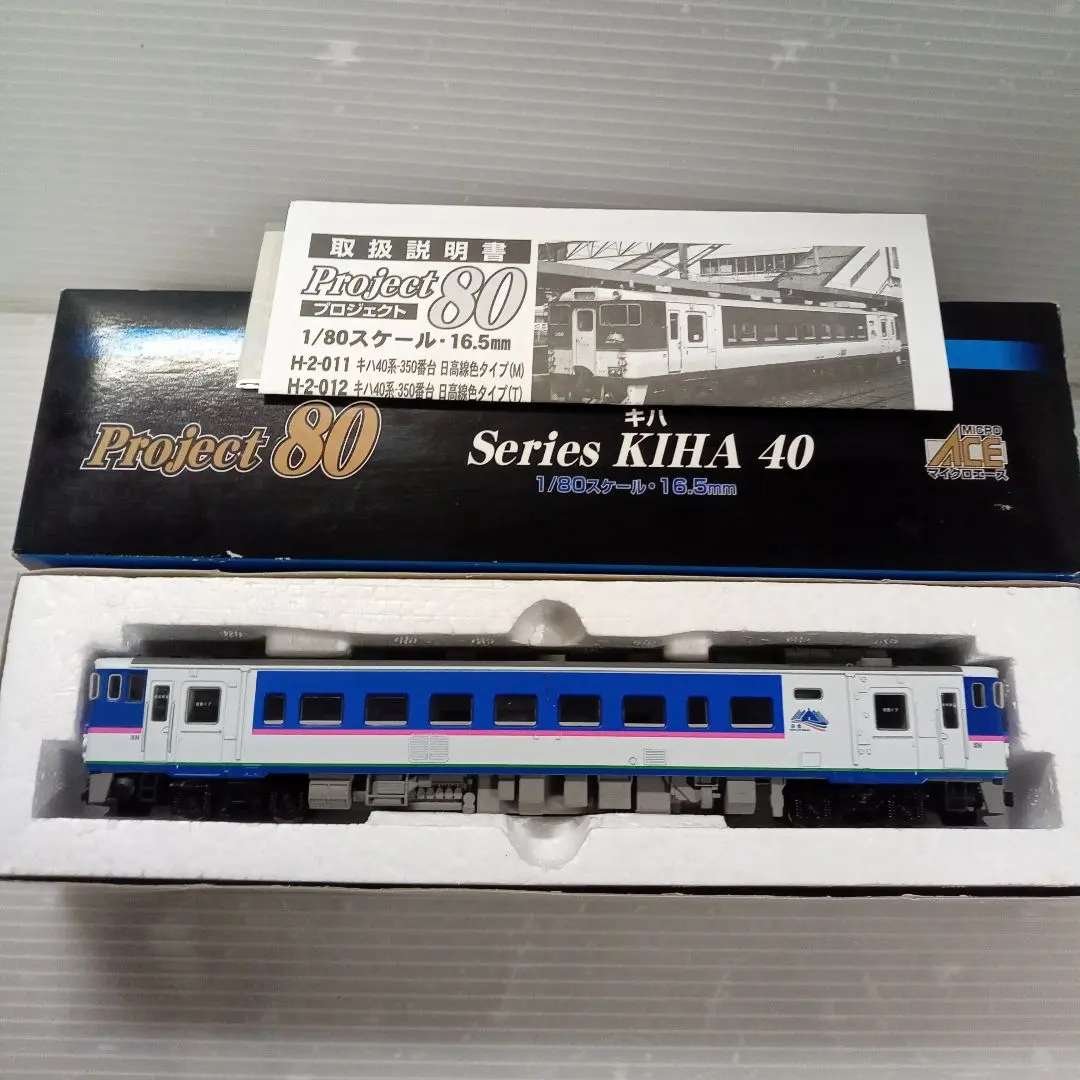 取扱説明書
Project 80
プロジェクト
1/80スケール・16.5mm
H-2-011 キハ40系-350番台 日高線色タイプ(M)
H-2-012 キハ40系-350番台 日高線色タイプ(T)
Project 80
キハ
Series KIHA 40
1/80スケール・16.5mm
MICRO
ACE
マイクロエース